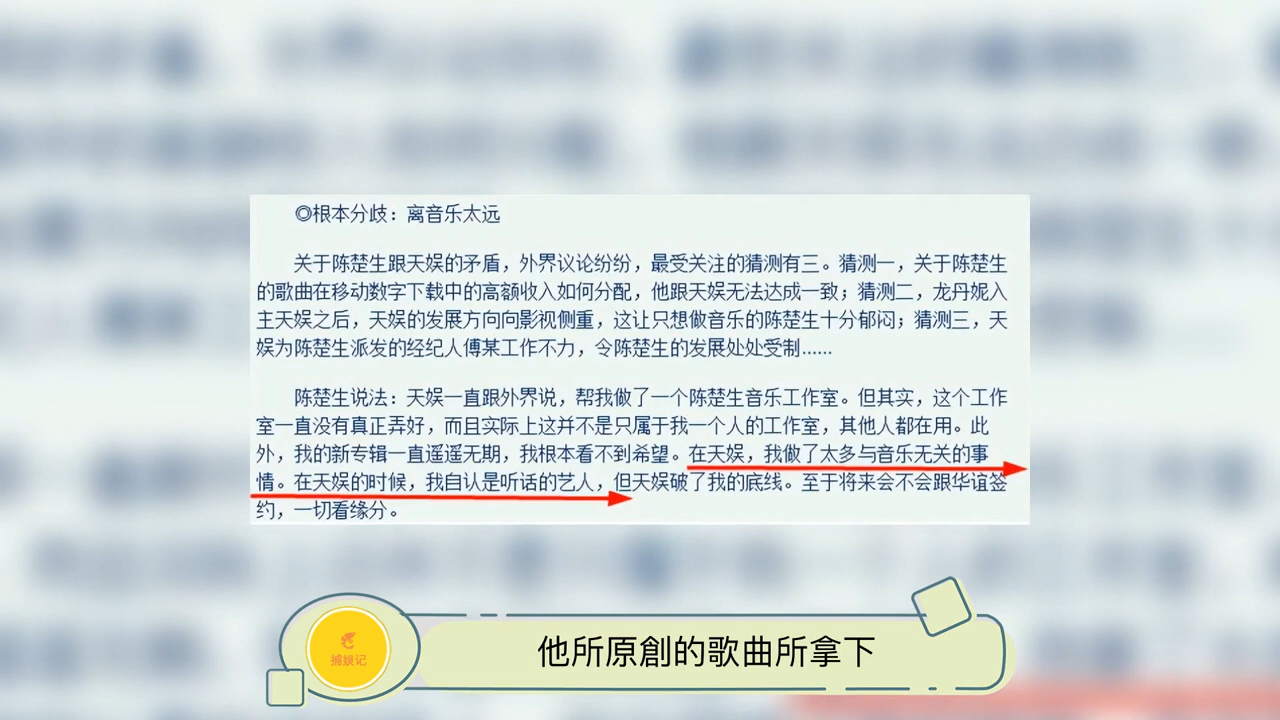 ◎根本分歧：离音乐太远
关于陈楚生跟天娱的矛盾，外界议论纷纷，最受关注的猜测有三。猜测一，关于陈楚生
的歌曲在移动数字下载中的高额收入如何分配，他跟天娱无法达成一致；猜测二，龙丹妮入
主天娱之后，天娱的发展方向向影视侧重，这让只想做音乐的陈楚生十分郁闷；猜测三，天
娱为陈楚生派发的经纪人傅某工作不力，令陈楚生的发展处处受制……
陈楚生说法：天娱一直跟外界说，帮我做了一个陈楚生音乐工作室。但其实，这个工作
室一直没有真正弄好，而且实际上这并不是只属于我一个人的工作室，其他人都在用。此
外，我的新专辑一直遥遥无期，我根本看不到希望。在天娱，我做了太多与音乐无关的事
情。在天娱的时候，我自认是听话的艺人，但天娱破了我的底线。至于将来会不会跟华谊签
约，一切看缘分。
捕娱记
他所原創的歌曲所拿下